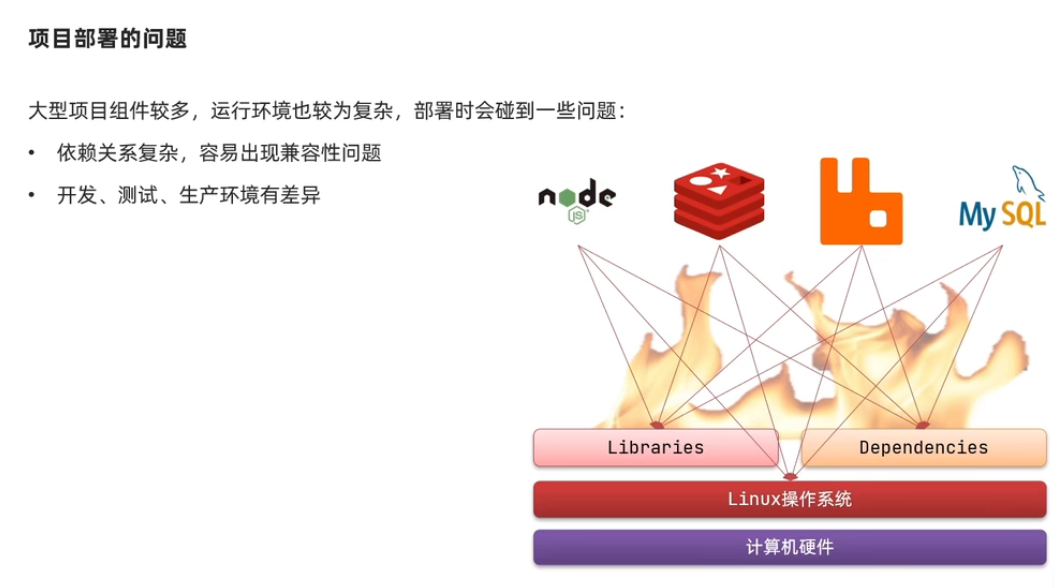 项目部署的问题
大型项目组件较多，运行环境也较为复杂，部署时会碰到一些问题：
• 依赖关系复杂，容易出现兼容性问题
• 开发、测试、生产环境有差异
node
JS
MySQL
Libraries
Dependencies
Linux操作系统
计算机硬件